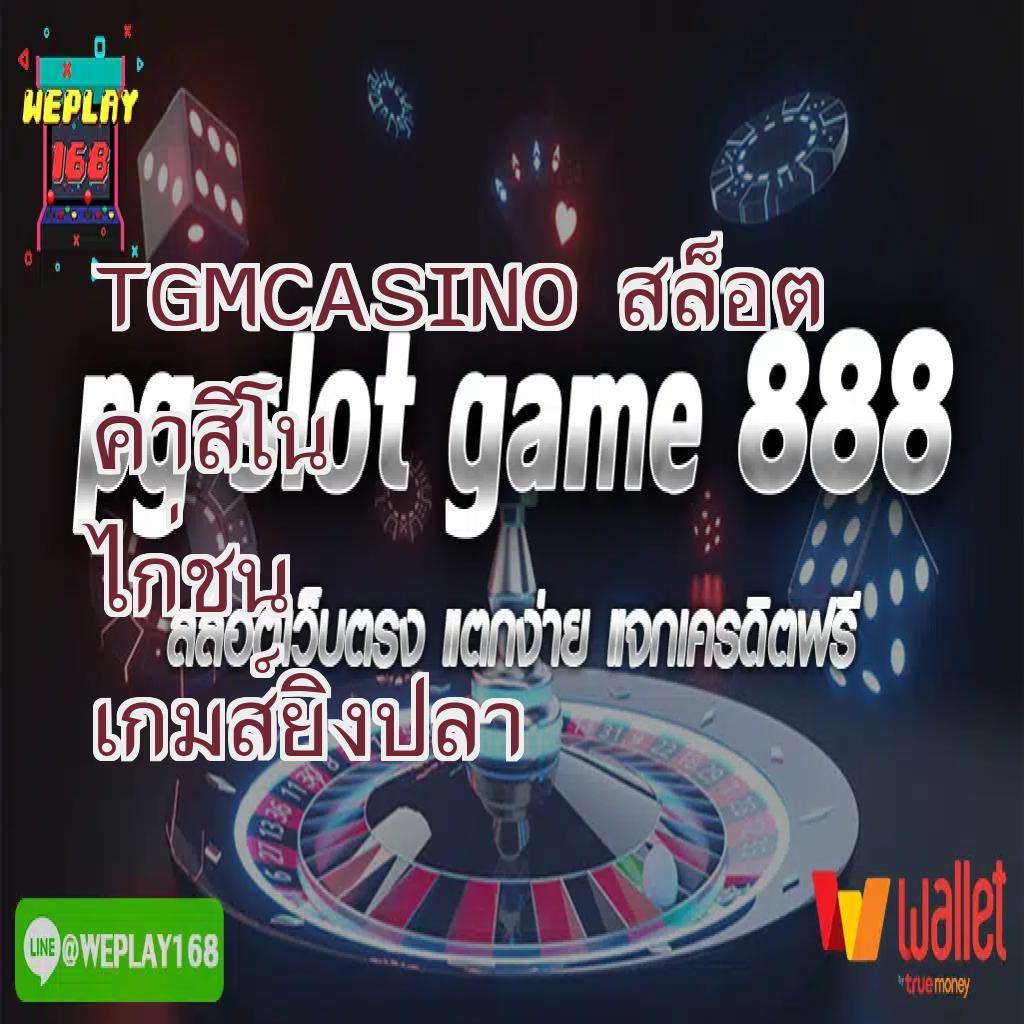 WEPLAY
168
TGMCASINO สล็อต
pg slot game 888
คาสิโน
ไก่ชน
สล็อตเว็บตรง แตกง่าย แจกเครดิตฟรี
เกมส์ยิงปลา
LINE @WEPLAY168
wallet
by truemoney